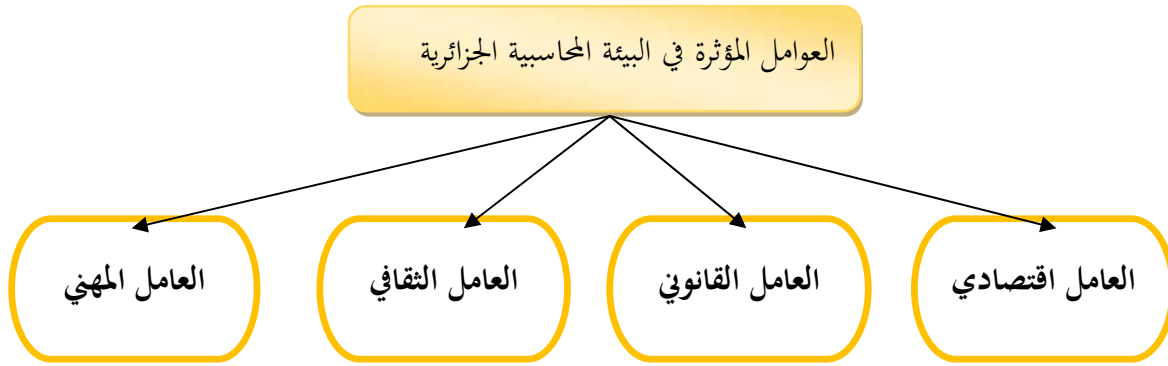 العوامل المؤثرة في البيئة المحاسبية الجزائرية
العامل اقتصادي
العامل القانوني
العامل الثقافي
العامل المهني